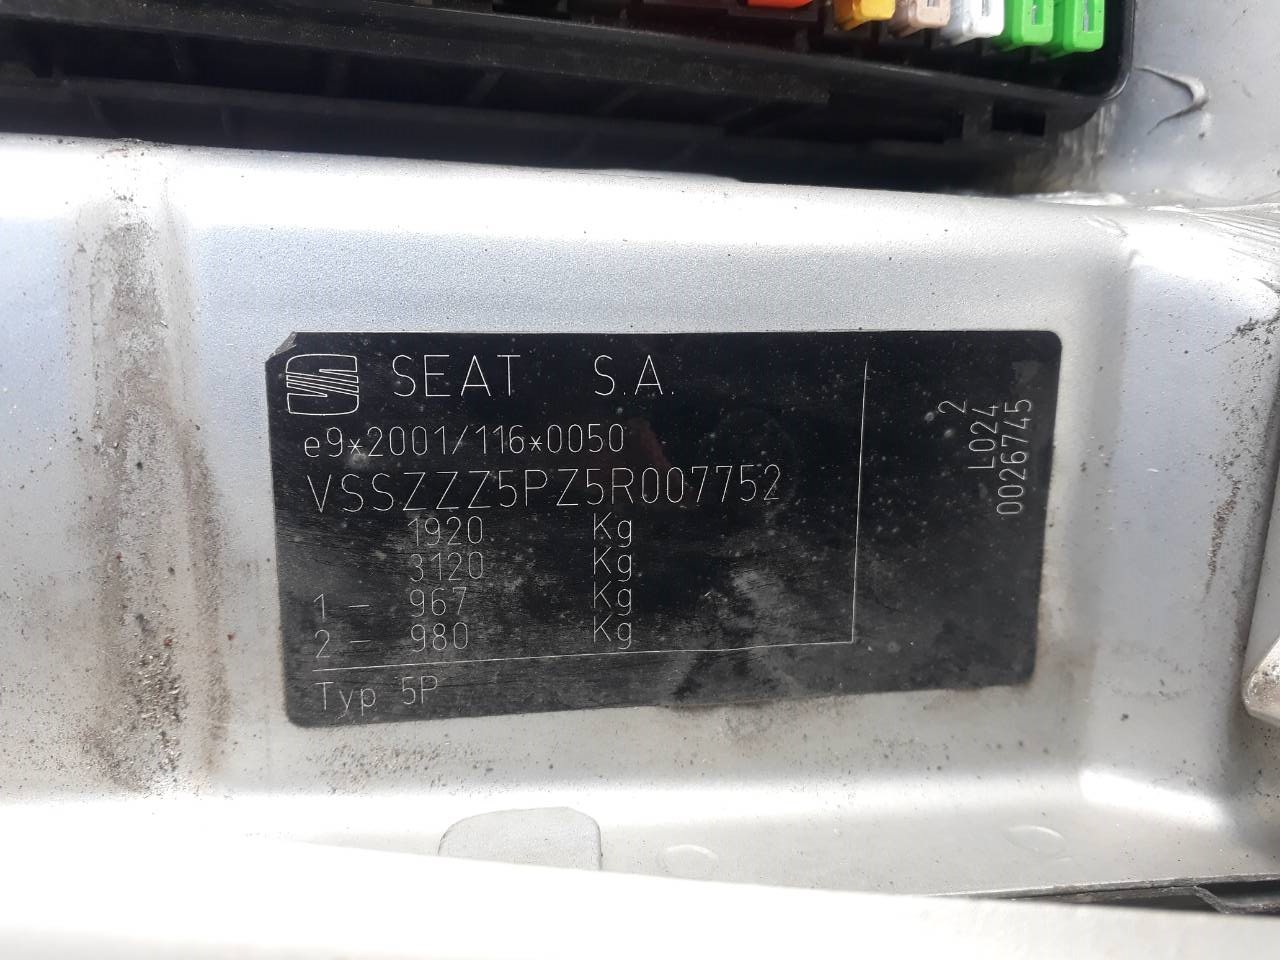 SEAT S.A.
e9*2001/116*0050
VSSZZZ5PZ5R007752
1920 Kg
3120 Kg
1 - 967 Kg
2 - 980 Kg
Typ 5P
2
L024
0026745